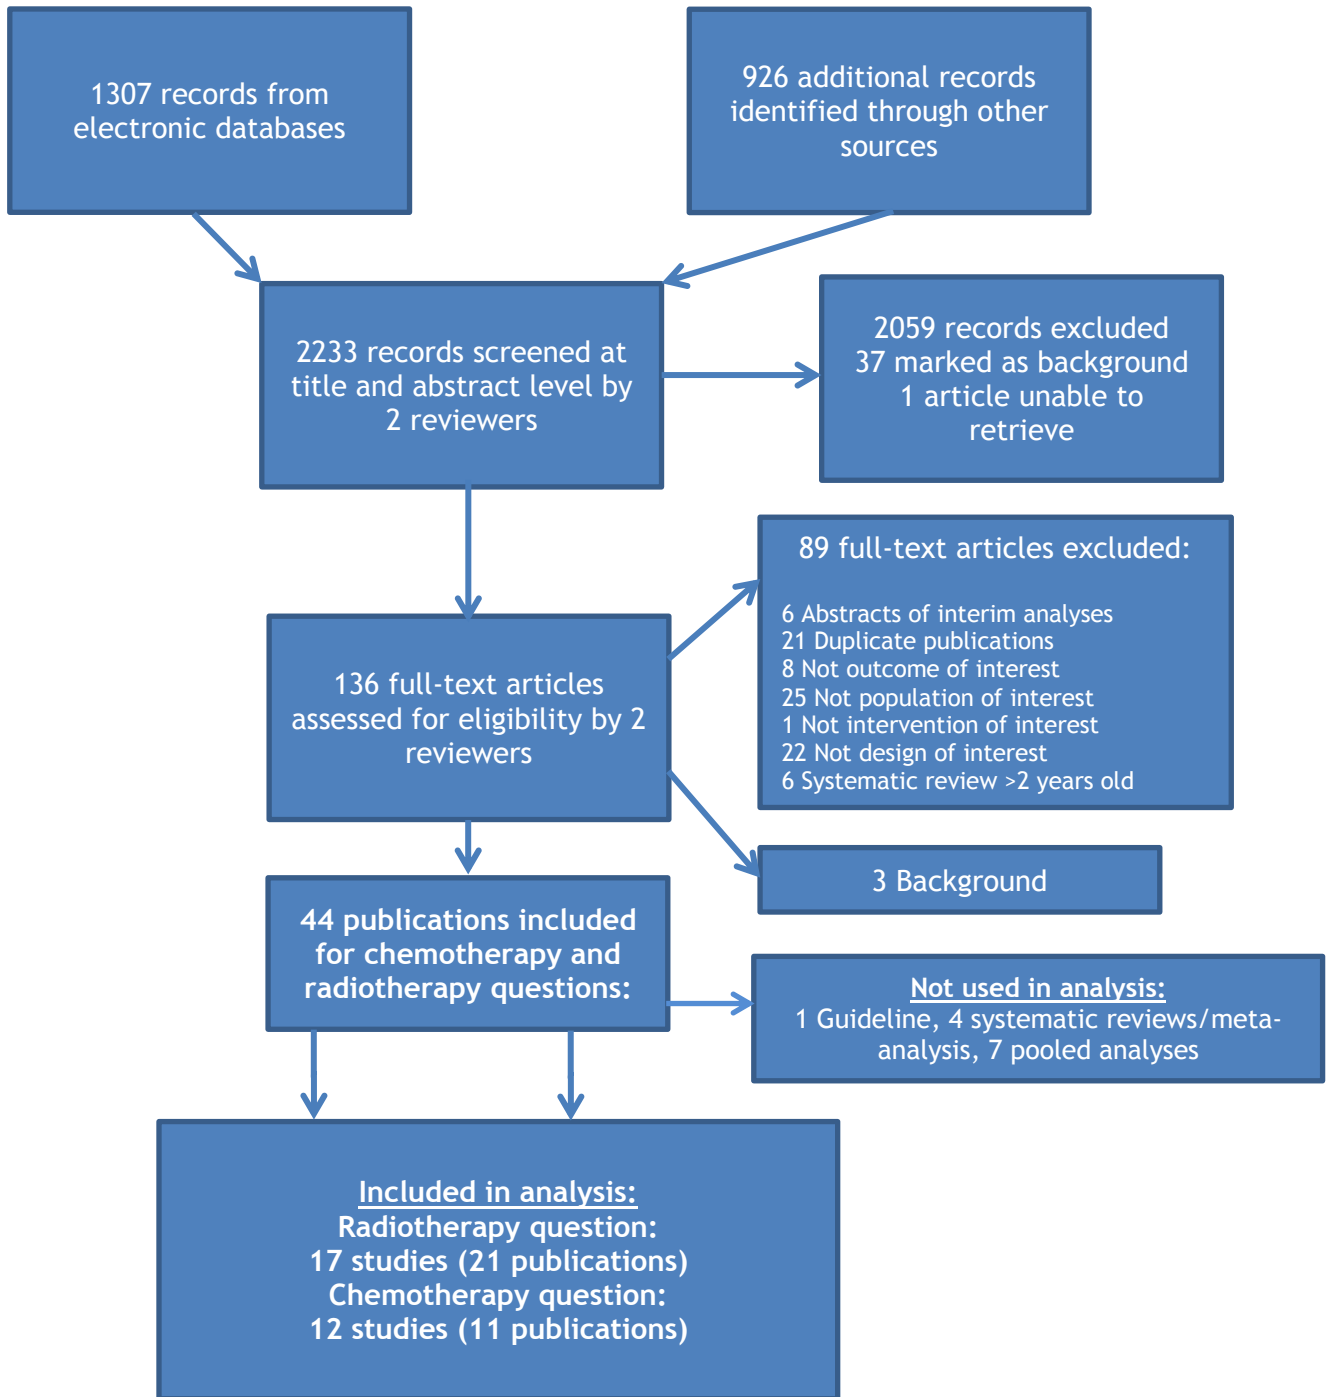 1307 records from
electronic databases
926 additional records
identified through other
sources
2233 records screened at
title and abstract level by
2 reviewers
2059 records excluded
37 marked as background
1 article unable to
retrieve
89 full-text articles excluded:
6 Abstracts of interim analyses
21 Duplicate publications
8 Not outcome of interest
25 Not population of interest
1 Not intervention of interest
22 Not design of interest
6 Systematic review >2 years old
136 full-text articles
assessed for eligibility by 2
reviewers
3 Background
44 publications included
for chemotherapy and
radiotherapy questions:
Not used in analysis:
1 Guideline, 4 systematic reviews/meta-
analysis, 7 pooled analyses
Included in analysis:
Radiotherapy question:
17 studies (21 publications)
Chemotherapy question:
12 studies (11 publications)